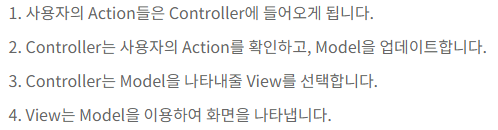 1. 사용자의 Action들은 Controller에 들어오게 됩니다.
2. Controller는 사용자의 Action를 확인하고, Model을 업데이트합니다.
3. Controller는 Model을 나타내줄 View를 선택합니다.
4. View는 Model을 이용하여 화면을 나타냅니다.